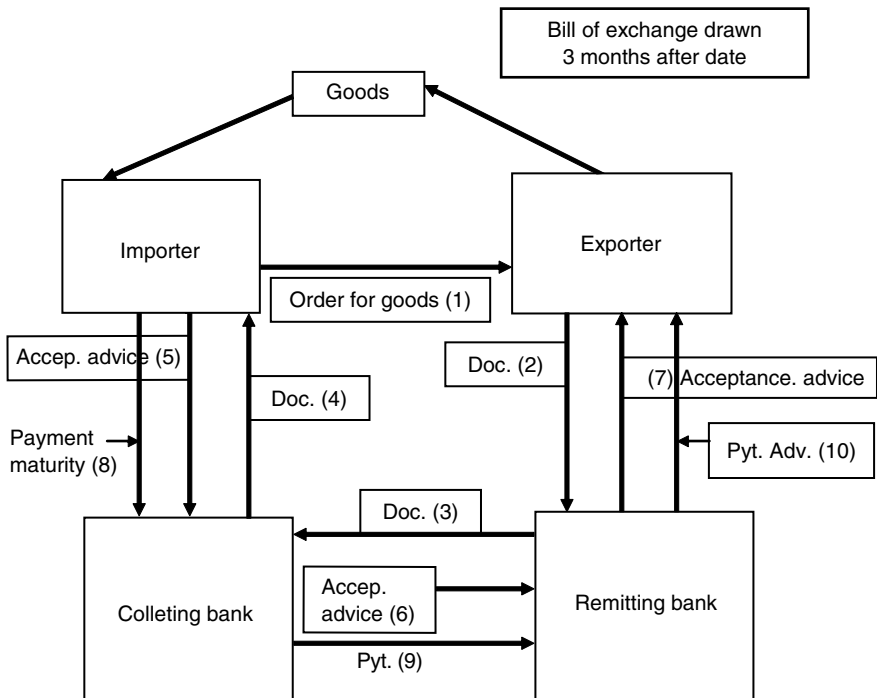 Bill of exchange drawn
3 months after date
Goods
Importer
Exporter
Order for goods (1)
Accep. advice (5)
Doc. (4)
Doc. (2)
(7) Acceptance. advice
Payment
maturity (8)
Pyt. Adv. (10)
Doc. (3)
Colleting bank
Accep.
advice (6)
Remitting bank
Pyt. (9)